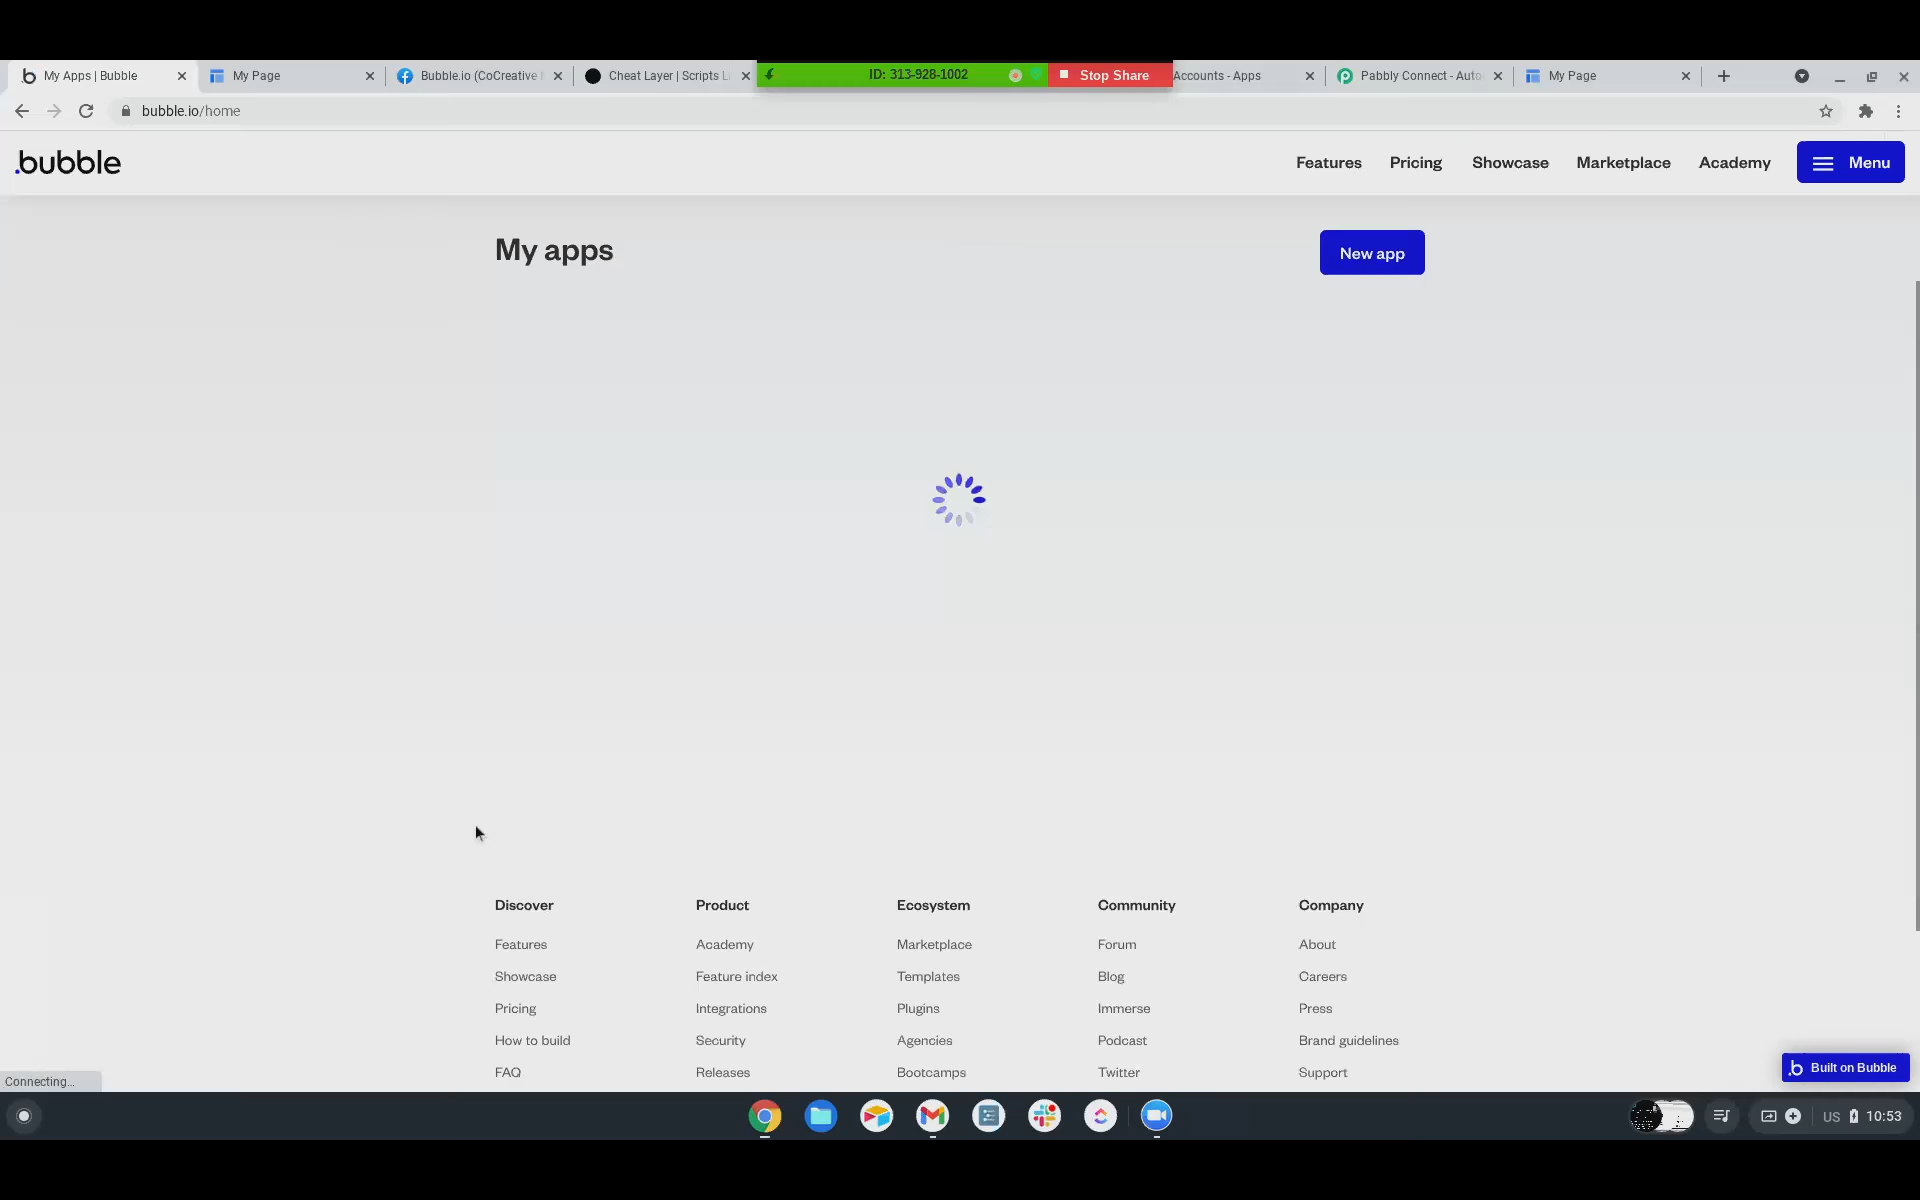 My Apps | Bubble
My Page
Bubble.io (CoCreative
Cheat Layer | Scripts Li
ID: 313-928-1002
Stop Share
Accounts - Apps
Pabbly Connect - Auto
My Page
bubble.io/home
.bubble
Features
Pricing
Showcase
Marketplace
Academy
Menu
My apps
New app
Discover
Product
Ecosystem
Community
Company
Features
Academy
Marketplace
Forum
About
Showcase
Feature index
Templates
Blog
Careers
Pricing
Integrations
Plugins
Immerse
Press
How to build
Security
Agencies
Podcast
Brand guidelines
FAQ
Releases
Bootcamps
Twitter
Support
b Built on Bubble
Connecting...
US
10:53